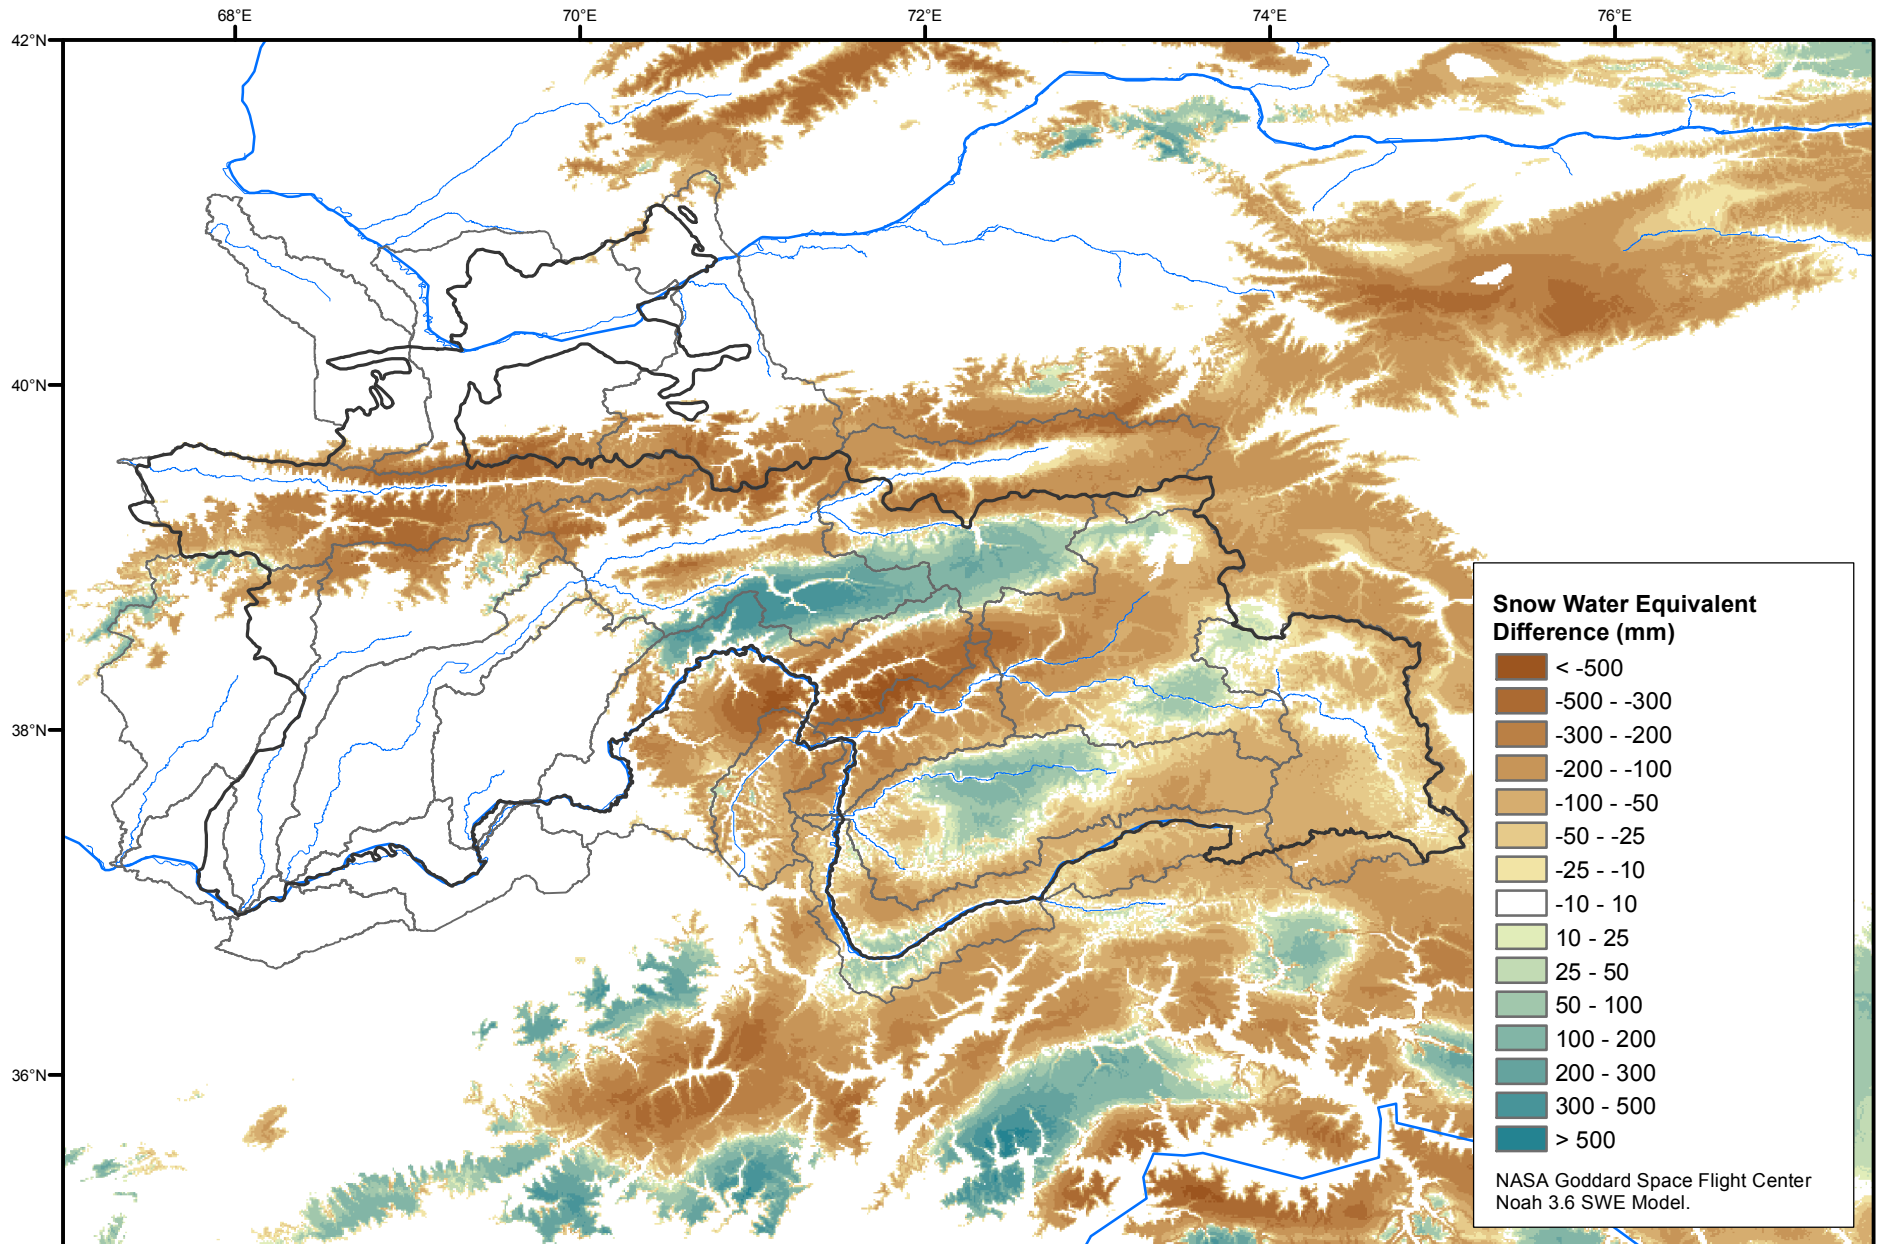 68°E 70°E 72°E 74°E 76°E
42°N
40°N
38°N
36°N
Snow Water Equivalent
Difference (mm)
< -500
-500 - -300
-300 - -200
-200 - -100
-100 - -50
-50 - -25
-25 - -10
-10 - 10
10 - 25
25 - 50
50 - 100
100 - 200
200 - 300
300 - 500
> 500
NASA Goddard Space Flight Center
Noah 3.6 SWE Model.